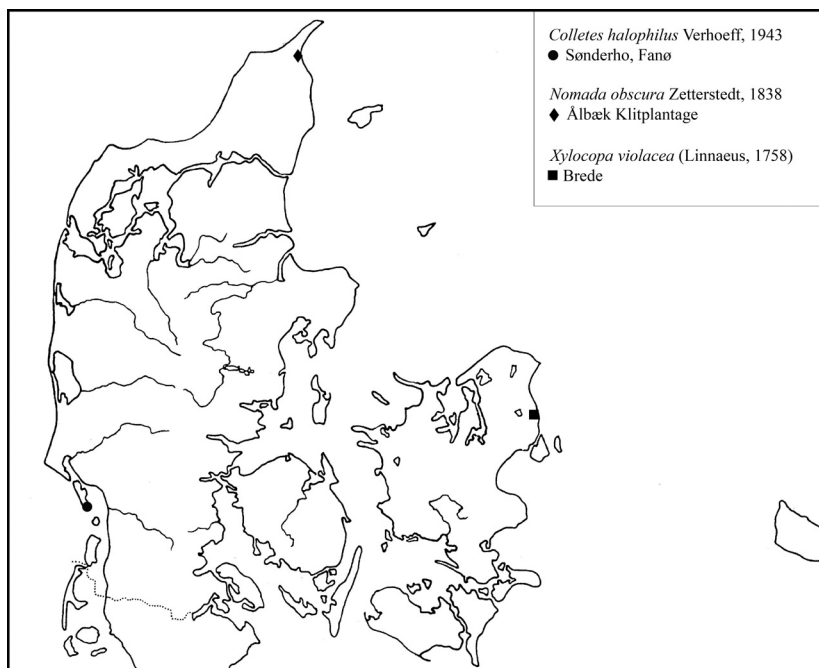 Colletes halophilus Verhoeff, 1943
Sønderho, Fanø
Nomada obscura Zetterstedt, 1838
Ålbæk Klitplantage
Xylocopa violacea (Linnaeus, 1758)
Brede